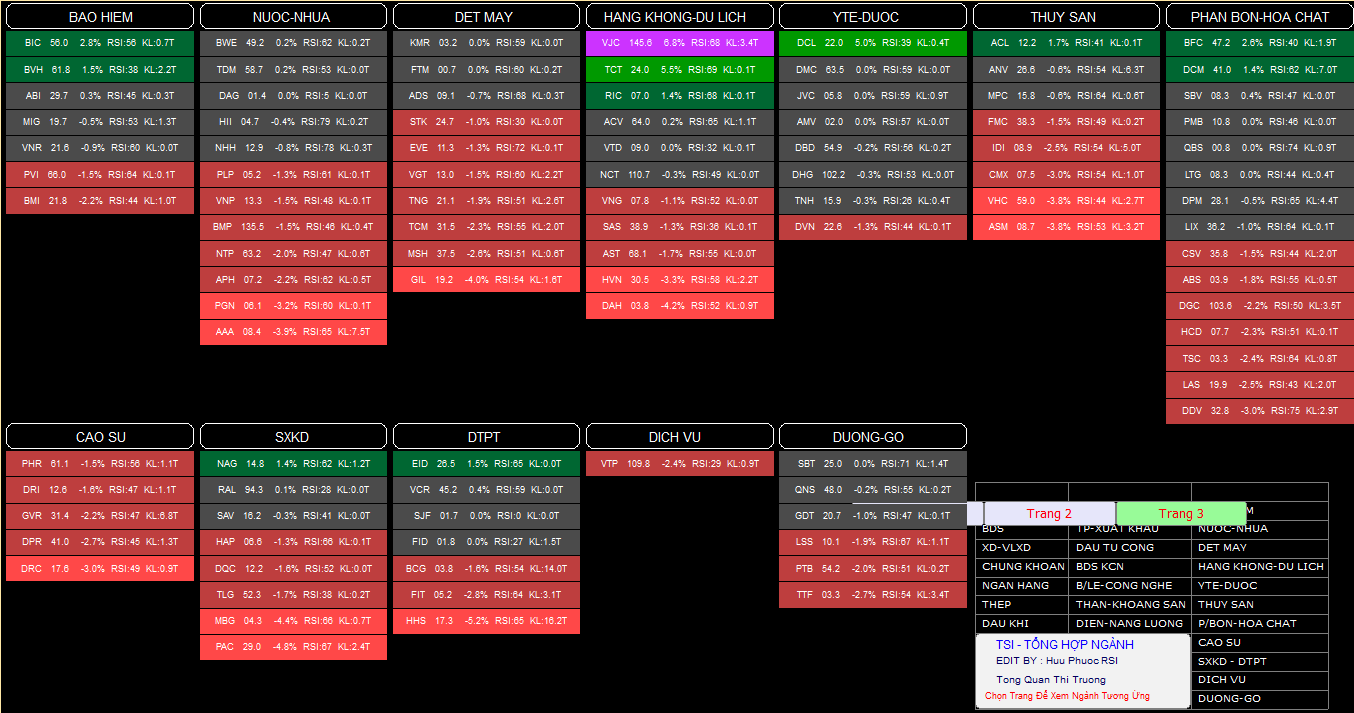 BAO HIEM
BIC 56.0 2.8% RSI:56 KL:0.7T
BVH 61.8 1.5% RSI:38 KL:2.2T
ABI 29.7 0.3% RSI:45 KL:0.3T
MIG 19.7 -0.5% RSI:53 KL:1.3T
VNR 21.6 -0.9% RSI:60 KL:0.0T
PVI 66.0 -1.5% RSI:64 KL:0.1T
BMI 21.8 -2.2% RSI:44 KL:1.0T
NUOC-NHUA
BWE 49.2 0.2% RSI:62 KL:0.2T
TDM 58.7 0.2% RSI:53 KL:0.0T
DAG 01.4 0.0% RSI:5 KL:0.0T
HII 04.7 -0.4% RSI:79 KL:0.2T
NHH 12.9 -0.8% RSI:78 KL:0.3T
PLP 05.2 -1.3% RSI:61 KL:0.1T
VNP 13.3 -1.5% RSI:48 KL:0.1T
BMP 135.5 -1.5% RSI:46 KL:0.4T
NTP 63.2 -2.0% RSI:47 KL:0.6T
APH 07.2 -2.2% RSI:62 KL:0.5T
PGN 06.1 -3.2% RSI:60 KL:0.1T
AAA 08.4 -3.9% RSI:65 KL:7.5T
DET MAY
KMR 03.2 0.0% RSI:59 KL:0.0T
FTM 00.7 0.0% RSI:60 KL:0.2T
ADS 09.1 -0.7% RSI:68 KL:0.3T
STK 24.7 -1.0% RSI:30 KL:0.0T
EVE 11.3 -1.3% RSI:72 KL:0.1T
VGT 13.0 -1.5% RSI:60 KL:2.2T
TNG 21.1 -1.9% RSI:51 KL:2.6T
TCM 31.5 -2.3% RSI:55 KL:2.0T
MSH 37.5 -2.6% RSI:51 KL:0.6T
GIL 19.2 -4.0% RSI:54 KL:1.6T
HANG KHONG-DU LICH
VJC 145.6 6.8% RSI:68 KL:3.4T
TCT 24.0 5.5% RSI:69 KL:0.1T
RIC 07.0 1.4% RSI:68 KL:0.1T
ACV 64.0 0.2% RSI:65 KL:1.1T
VTD 09.0 0.0% RSI:32 KL:0.1T
NCT 110.7 -0.3% RSI:49 KL:0.0T
VNG 07.8 -1.1% RSI:52 KL:0.0T
SAS 38.9 -1.3% RSI:36 KL:0.1T
AST 68.1 -1.7% RSI:55 KL:0.0T
HVN 30.5 -3.3% RSI:58 KL:2.2T
DAH 03.8 -4.2% RSI:52 KL:0.9T
YTE-DUOC
DCL 22.0 5.0% RSI:39 KL:0.4T
DMC 63.5 0.0% RSI:59 KL:0.0T
JVC 05.8 0.0% RSI:59 KL:0.9T
AMV 02.0 0.0% RSI:57 KL:0.0T
DBD 54.9 -0.2% RSI:56 KL:0.2T
DHG 102.2 -0.3% RSI:53 KL:0.0T
TNH 15.9 -0.3% RSI:26 KL:0.4T
DVN 22.6 -1.3% RSI:44 KL:0.1T
THUY SAN
ACL 12.2 1.7% RSI:41 KL:0.1T
ANV 26.6 -0.6% RSI:54 KL:6.3T
MPC 15.8 -0.6% RSI:64 KL:0.6T
FMC 38.3 -1.5% RSI:49 KL:0.2T
IDI 08.9 -2.5% RSI:54 KL:5.0T
CMX 07.5 -3.0% RSI:54 KL:1.0T
VHC 59.0 -3.8% RSI:44 KL:2.7T
ASM 08.7 -3.8% RSI:53 KL:3.2T
PHAN BON-HOA CHAT
BFC 47.2 2.6% RSI:40 KL:1.9T
DCM 41.0 1.4% RSI:62 KL:7.0T
SBV 08.3 0.4% RSI:47 KL:0.0T
PMB 10.8 0.0% RSI:46 KL:0.0T
QBS 00.8 0.0% RSI:74 KL:0.9T
LTG 08.3 0.0% RSI:44 KL:0.4T
DPM 28.1 -0.5% RSI:65 KL:4.4T
LIX 36.2 -1.0% RSI:64 KL:0.1T
CSV 35.8 -1.5% RSI:44 KL:2.0T
ABS 03.9 -1.8% RSI:55 KL:0.5T
DGC 103.6 -2.2% RSI:50 KL:3.5T
HCD 07.7 -2.3% RSI:51 KL:0.1T
TSC 03.3 -2.4% RSI:64 KL:0.8T
LAS 19.9 -2.5% RSI:43 KL:2.0T
DDV 32.8 -3.0% RSI:75 KL:2.9T
CAO SU
PHR 61.1 -1.5% RSI:56 KL:1.1T
DRI 12.6 -1.6% RSI:47 KL:1.1T
GVR 31.4 -2.2% RSI:47 KL:6.8T
DPR 41.0 -2.7% RSI:45 KL:1.3T
DRC 17.6 -3.0% RSI:49 KL:0.9T
SXKD
NAG 14.8 1.4% RSI:62 KL:1.2T
RAL 94.3 0.1% RSI:28 KL:0.0T
SAV 16.2 -0.3% RSI:41 KL:0.0T
HAP 06.6 -1.3% RSI:66 KL:0.1T
DQC 12.2 -1.6% RSI:52 KL:0.0T
TLG 52.3 -1.7% RSI:38 KL:0.2T
MBG 04.3 -4.4% RSI:66 KL:0.7T
PAC 29.0 -4.8% RSI:67 KL:2.4T
DTPT
EID 26.5 1.5% RSI:65 KL:0.0T
VCR 45.2 0.4% RSI:59 KL:0.0T
SJF 01.7 0.0% RSI:0 KL:0.0T
FID 01.8 0.0% RSI:27 KL:1.5T
BCG 03.8 -1.6% RSI:54 KL:14.0T
FIT 05.2 -2.8% RSI:64 KL:3.1T
HHS 17.3 -5.2% RSI:65 KL:16.2T
DICH VU
VTP 109.8 -2.4% RSI:29 KL:0.9T
DUONG-GO
SBT 25.0 0.0% RSI:71 KL:1.4T
QNS 48.0 -0.2% RSI:55 KL:0.2T
GDT 20.7 -1.0% RSI:47 KL:0.1T
LSS 10.1 -1.9% RSI:67 KL:1.1T
PTB 54.2 -2.0% RSI:51 KL:0.2T
TTF 03.3 -2.7% RSI:54 KL:3.4T
Trang 2 Trang 3 M
BDS TP-XUAT KHAU NUOC-NHUA
XD-VLXD DAU TU CONG DET MAY
CHUNG KHOAN BDS KCN HANG KHONG-DU LICH
NGAN HANG B/LE-CONG NGHE YTE-DUOC
THEP THAN-KHOANG SAN THUY SAN
DAU KHI DIEN-NANG LUONG P/BON-HOA CHAT
CAO SU
SXKD - DTPT
DICH VU
DUONG-GO
TSI - TỔNG HỢP NGÀNH
EDIT BY : Huu Phuoc RSI
Tong Quan Thi Truong
Chọn Trang Để Xem Ngành Tương Ứng